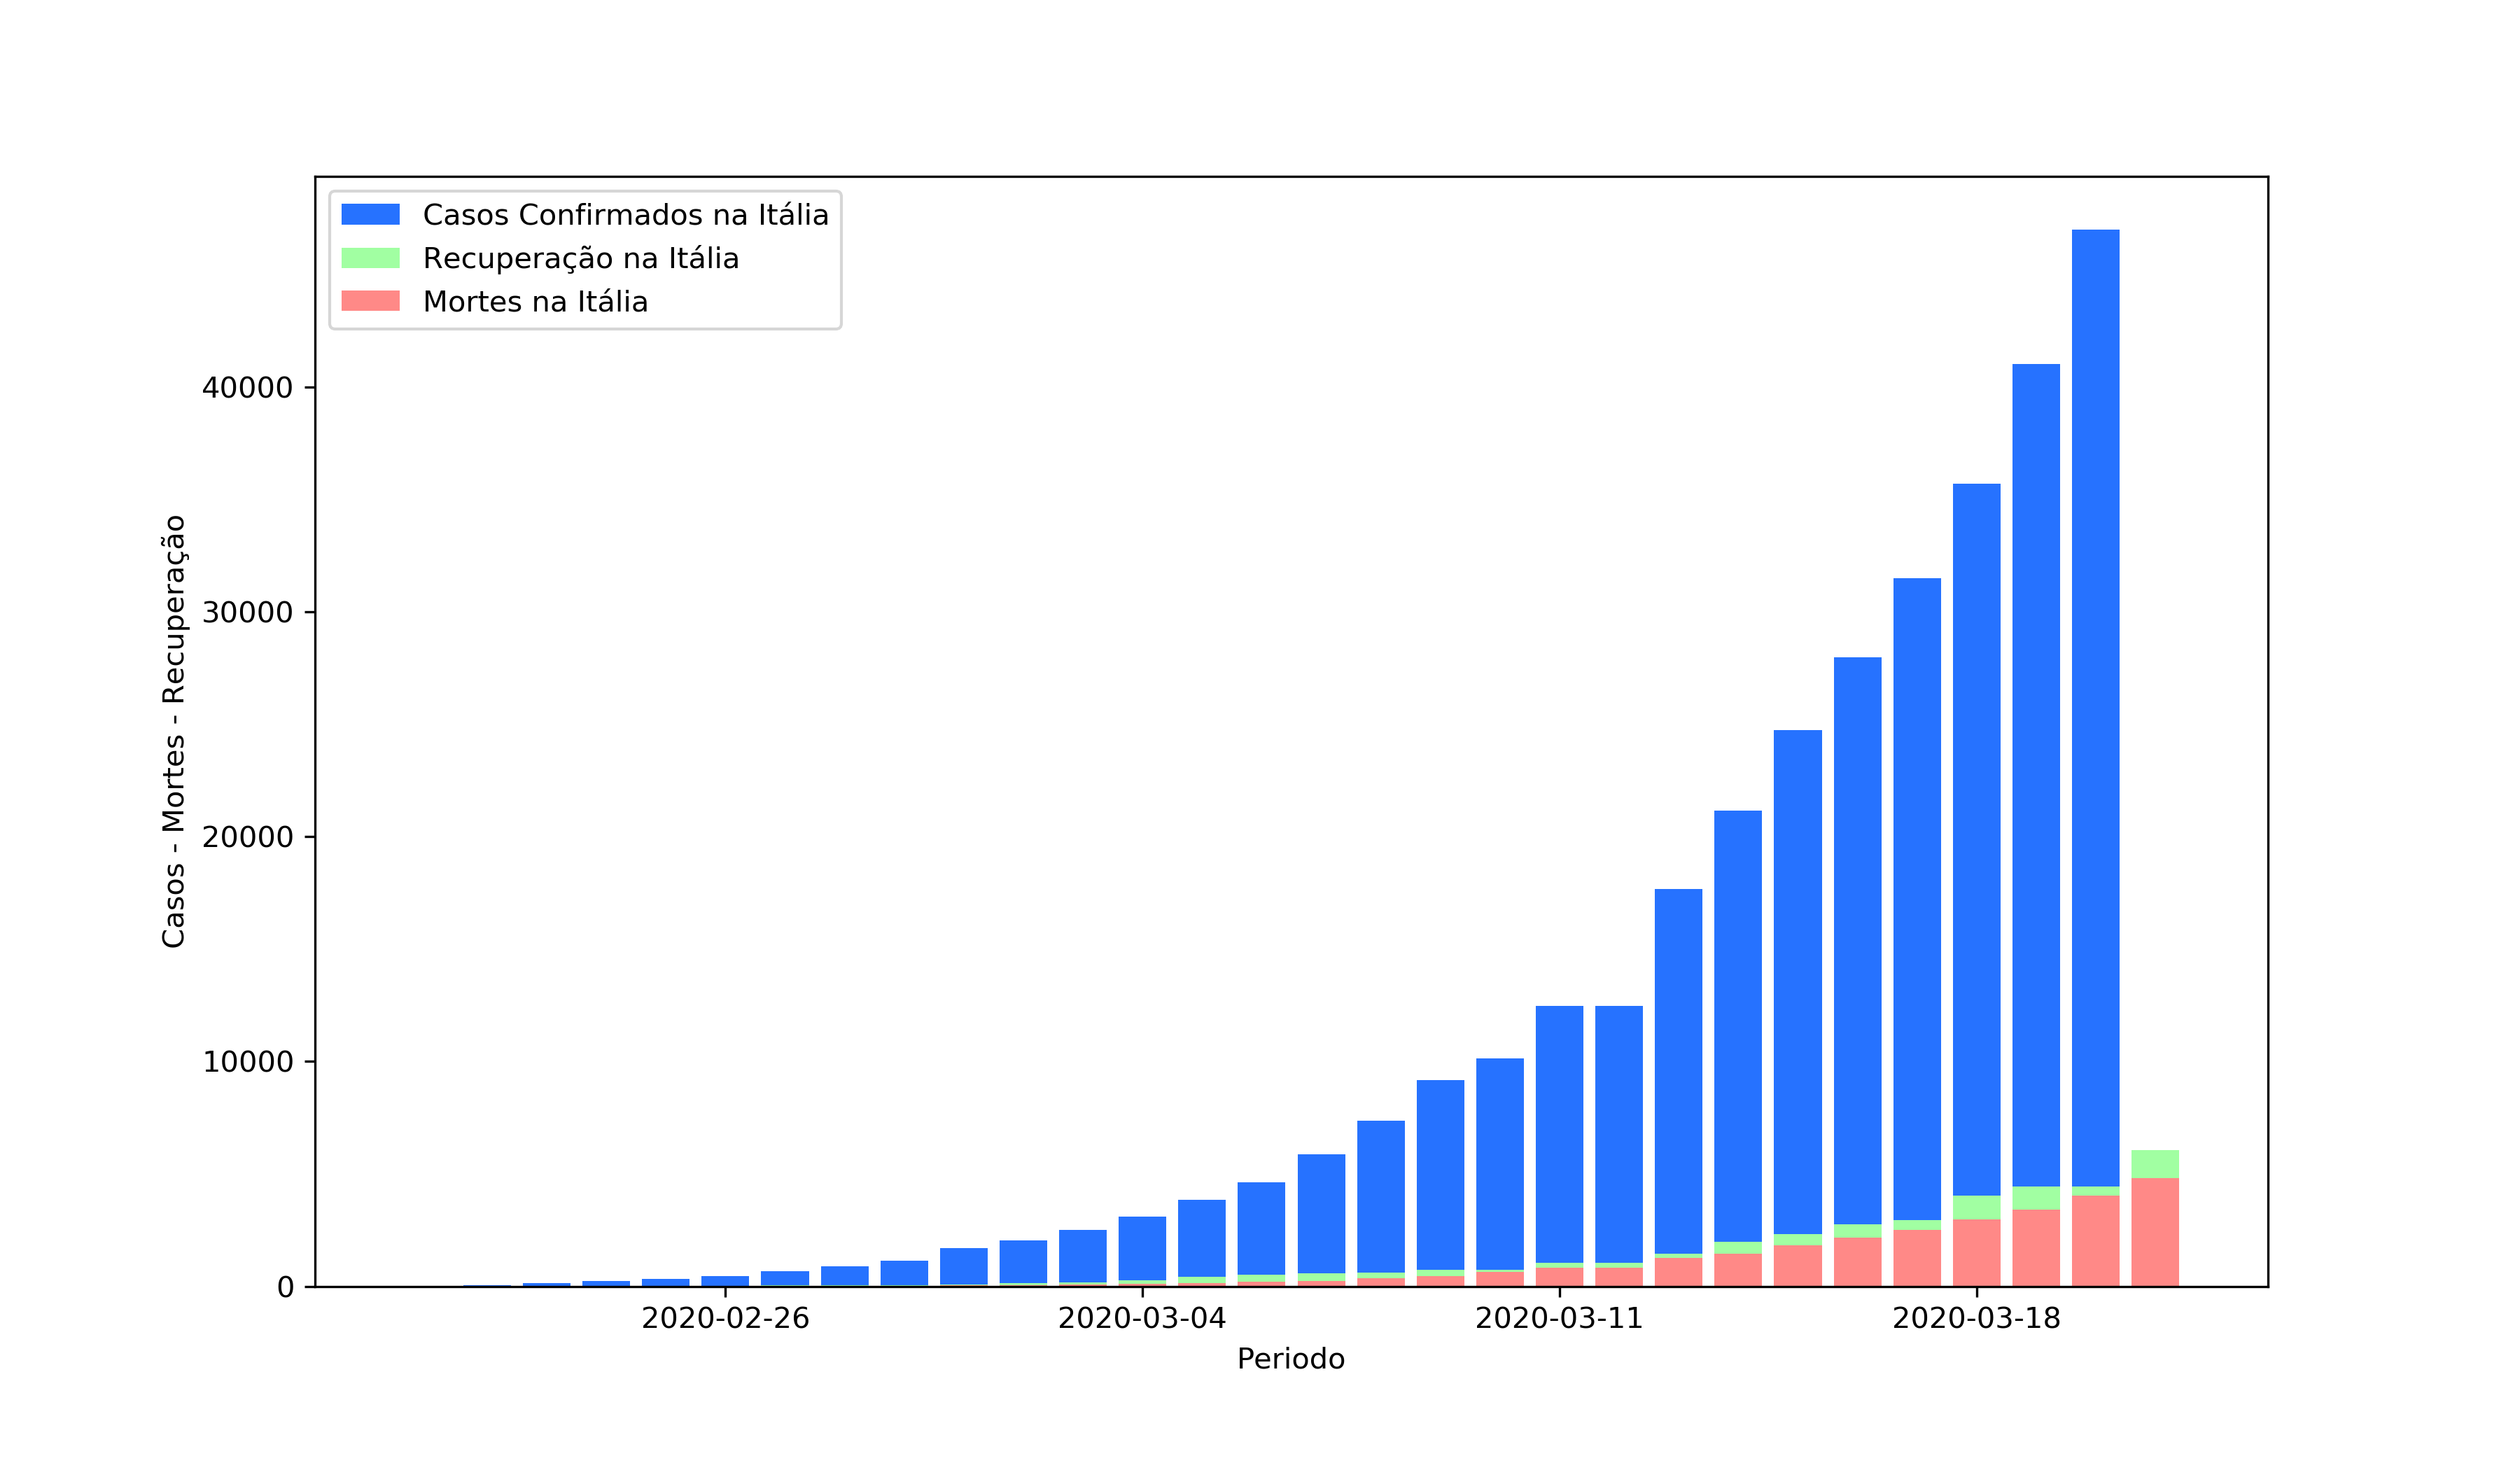 Casos Confirmados na Itália
Recuperação na Itália
Mortes na Itália
Casos - Mortes - Recuperação
40000
30000
20000
10000
0
2020-02-26
2020-03-04
2020-03-11
2020-03-18
Periodo